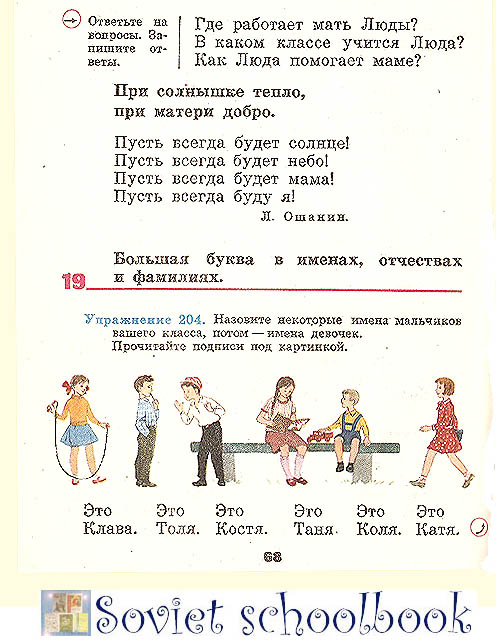 Ответьте на вопросы. За-
пишите от-
веты.
Где работает мать Люды?
В каком классе учится Люда?
Как Люда помогает маме?
При солнышке тепло,
при матери добро.
Пусть всегда будет солнце!
Пусть всегда будет небо!
Пусть всегда будет мама!
Пусть всегда буду я!
Л. Ошанин.
19
Большая буква в именах, отчествах
и фамилиях.
Упражнение 204. Назовите некоторые имена мальчиков
вашего класса, потом — имена девочек.
Прочитайте подписи под картинкой.
Это Это Это Это Это Это
Клава. Толя. Костя. Таня. Коля. Катя.
68
Soviet schoolbook